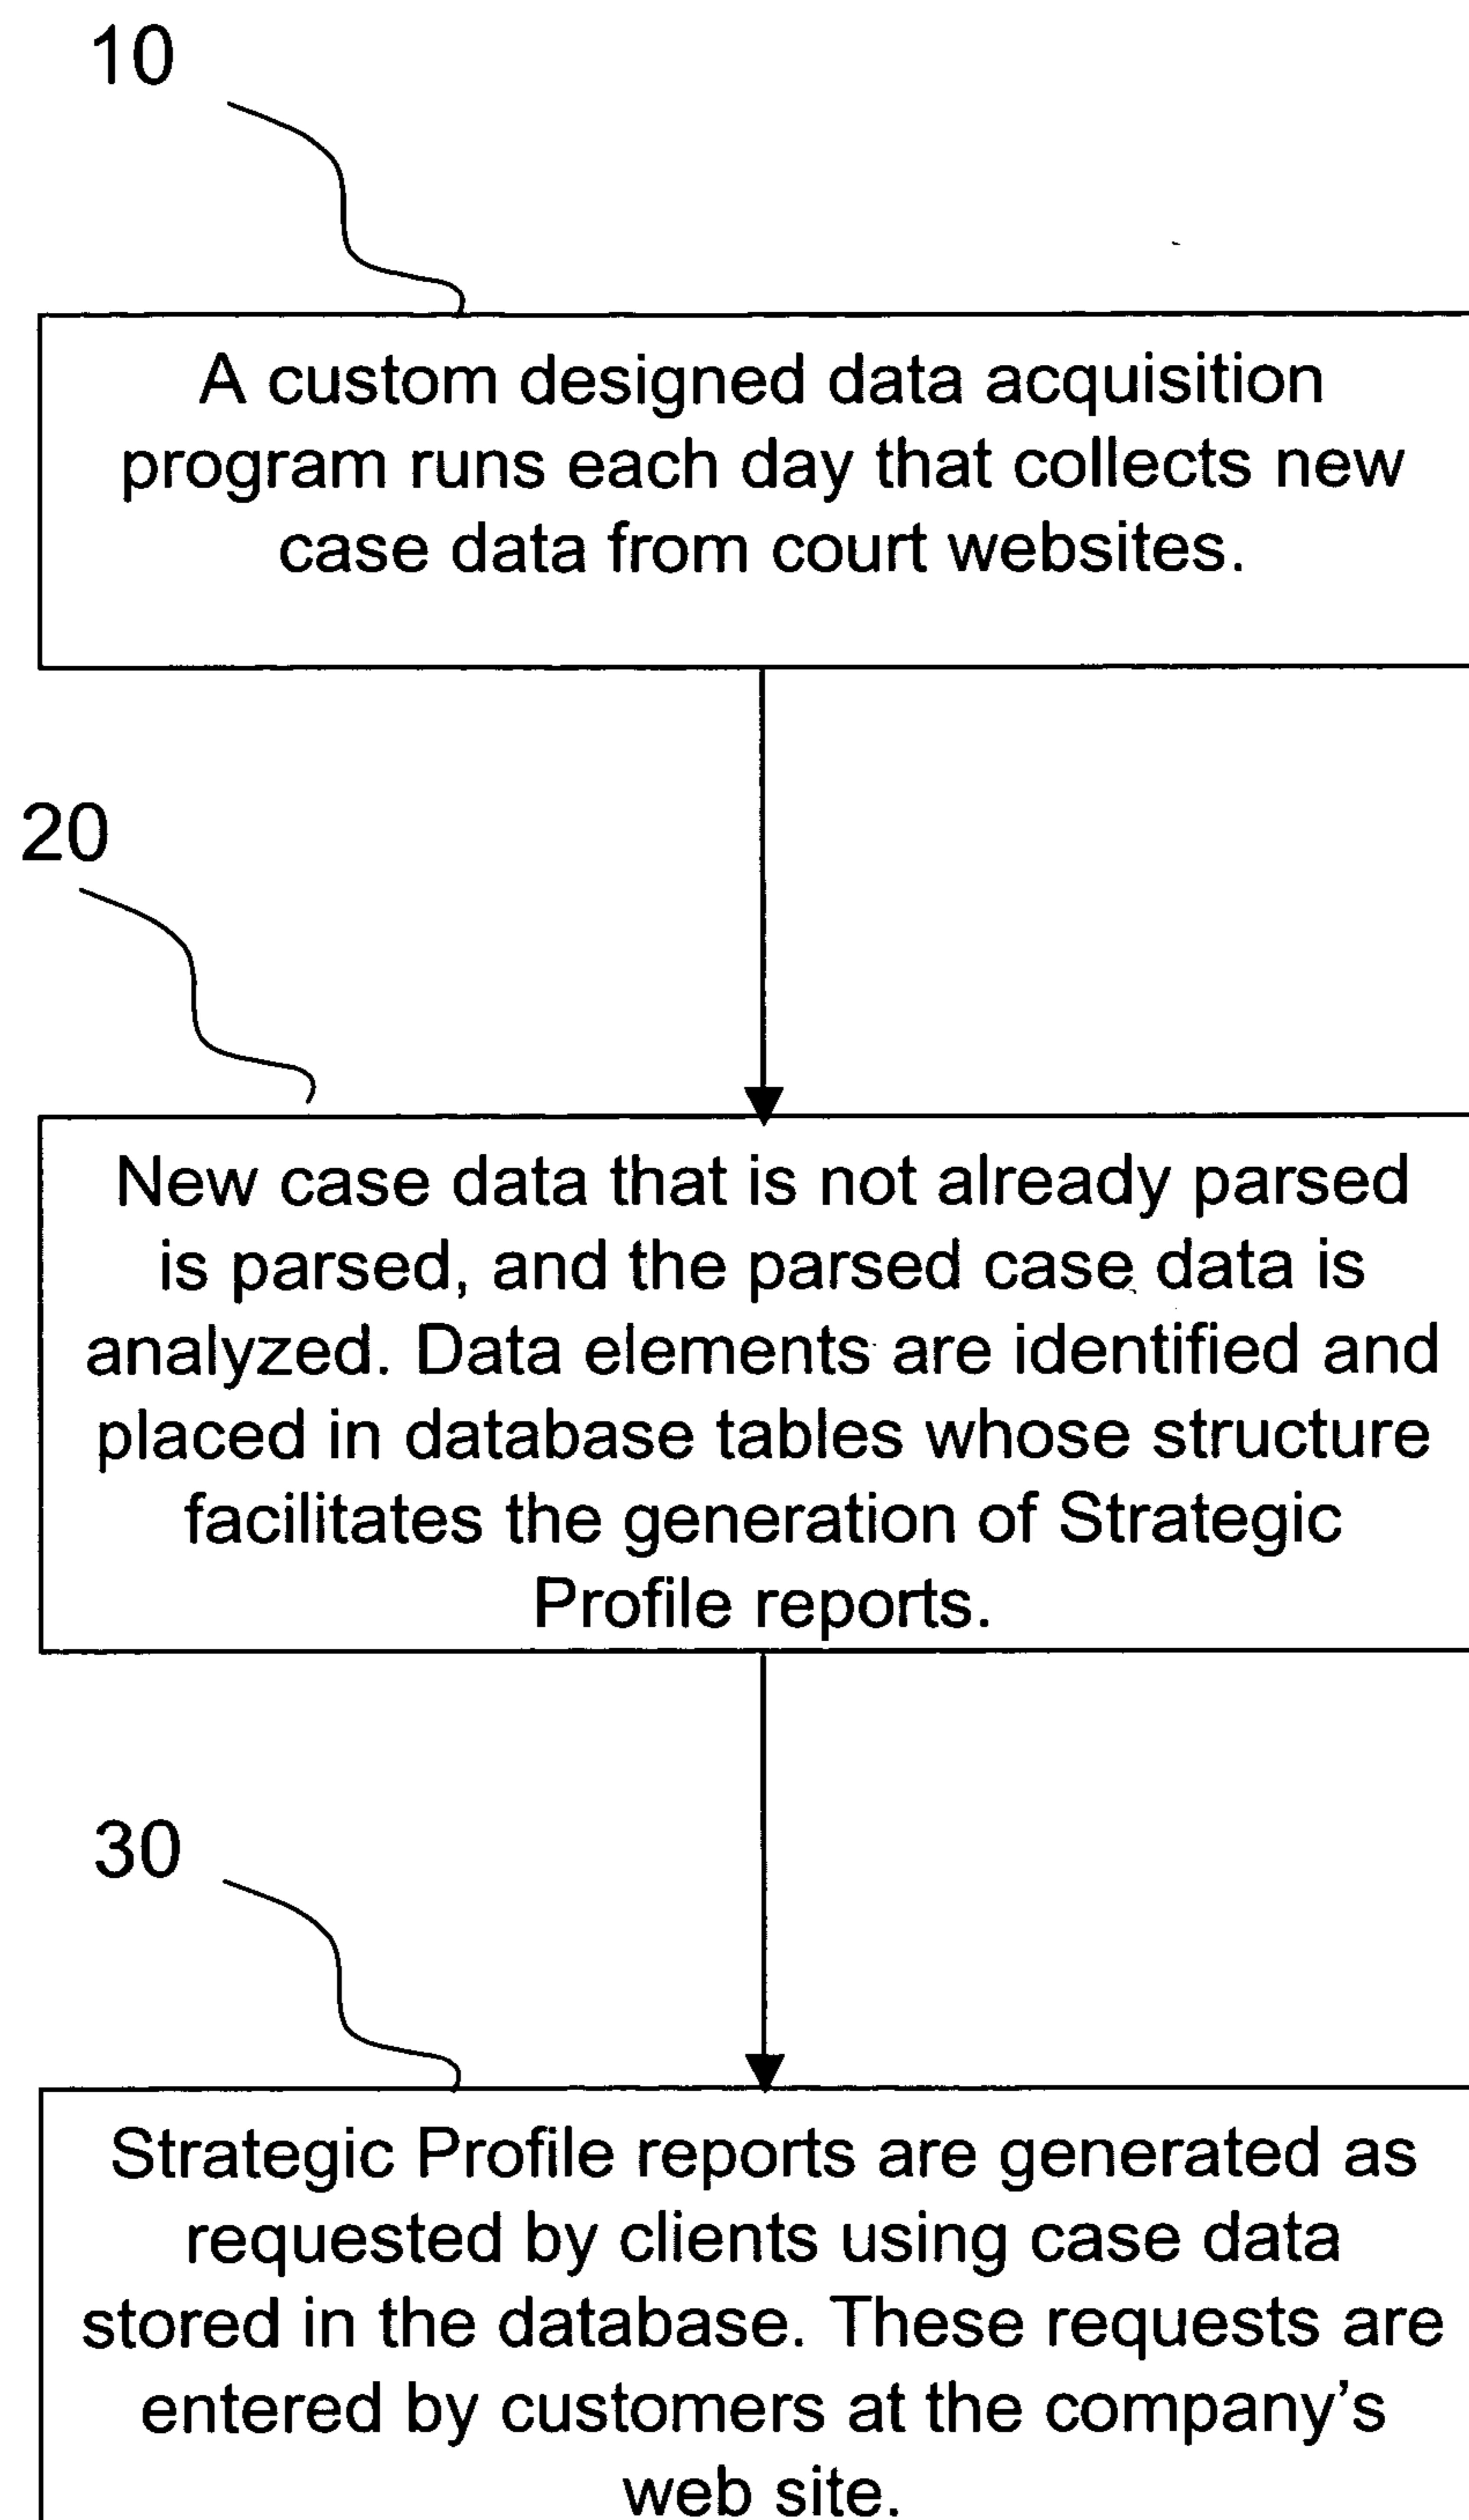 10
A custom designed data acquisition
program runs each day that collects new
case data from court websites.
20
New case data that is not already parsed
is parsed, and the parsed case data is
analyzed. Data elements are identified and
placed in database tables whose structure
facilitates the generation of Strategic
Profile reports.
30
Strategic Profile reports are generated as
requested by clients using case data
stored in the database. These requests are
entered by customers at the company's
web site.